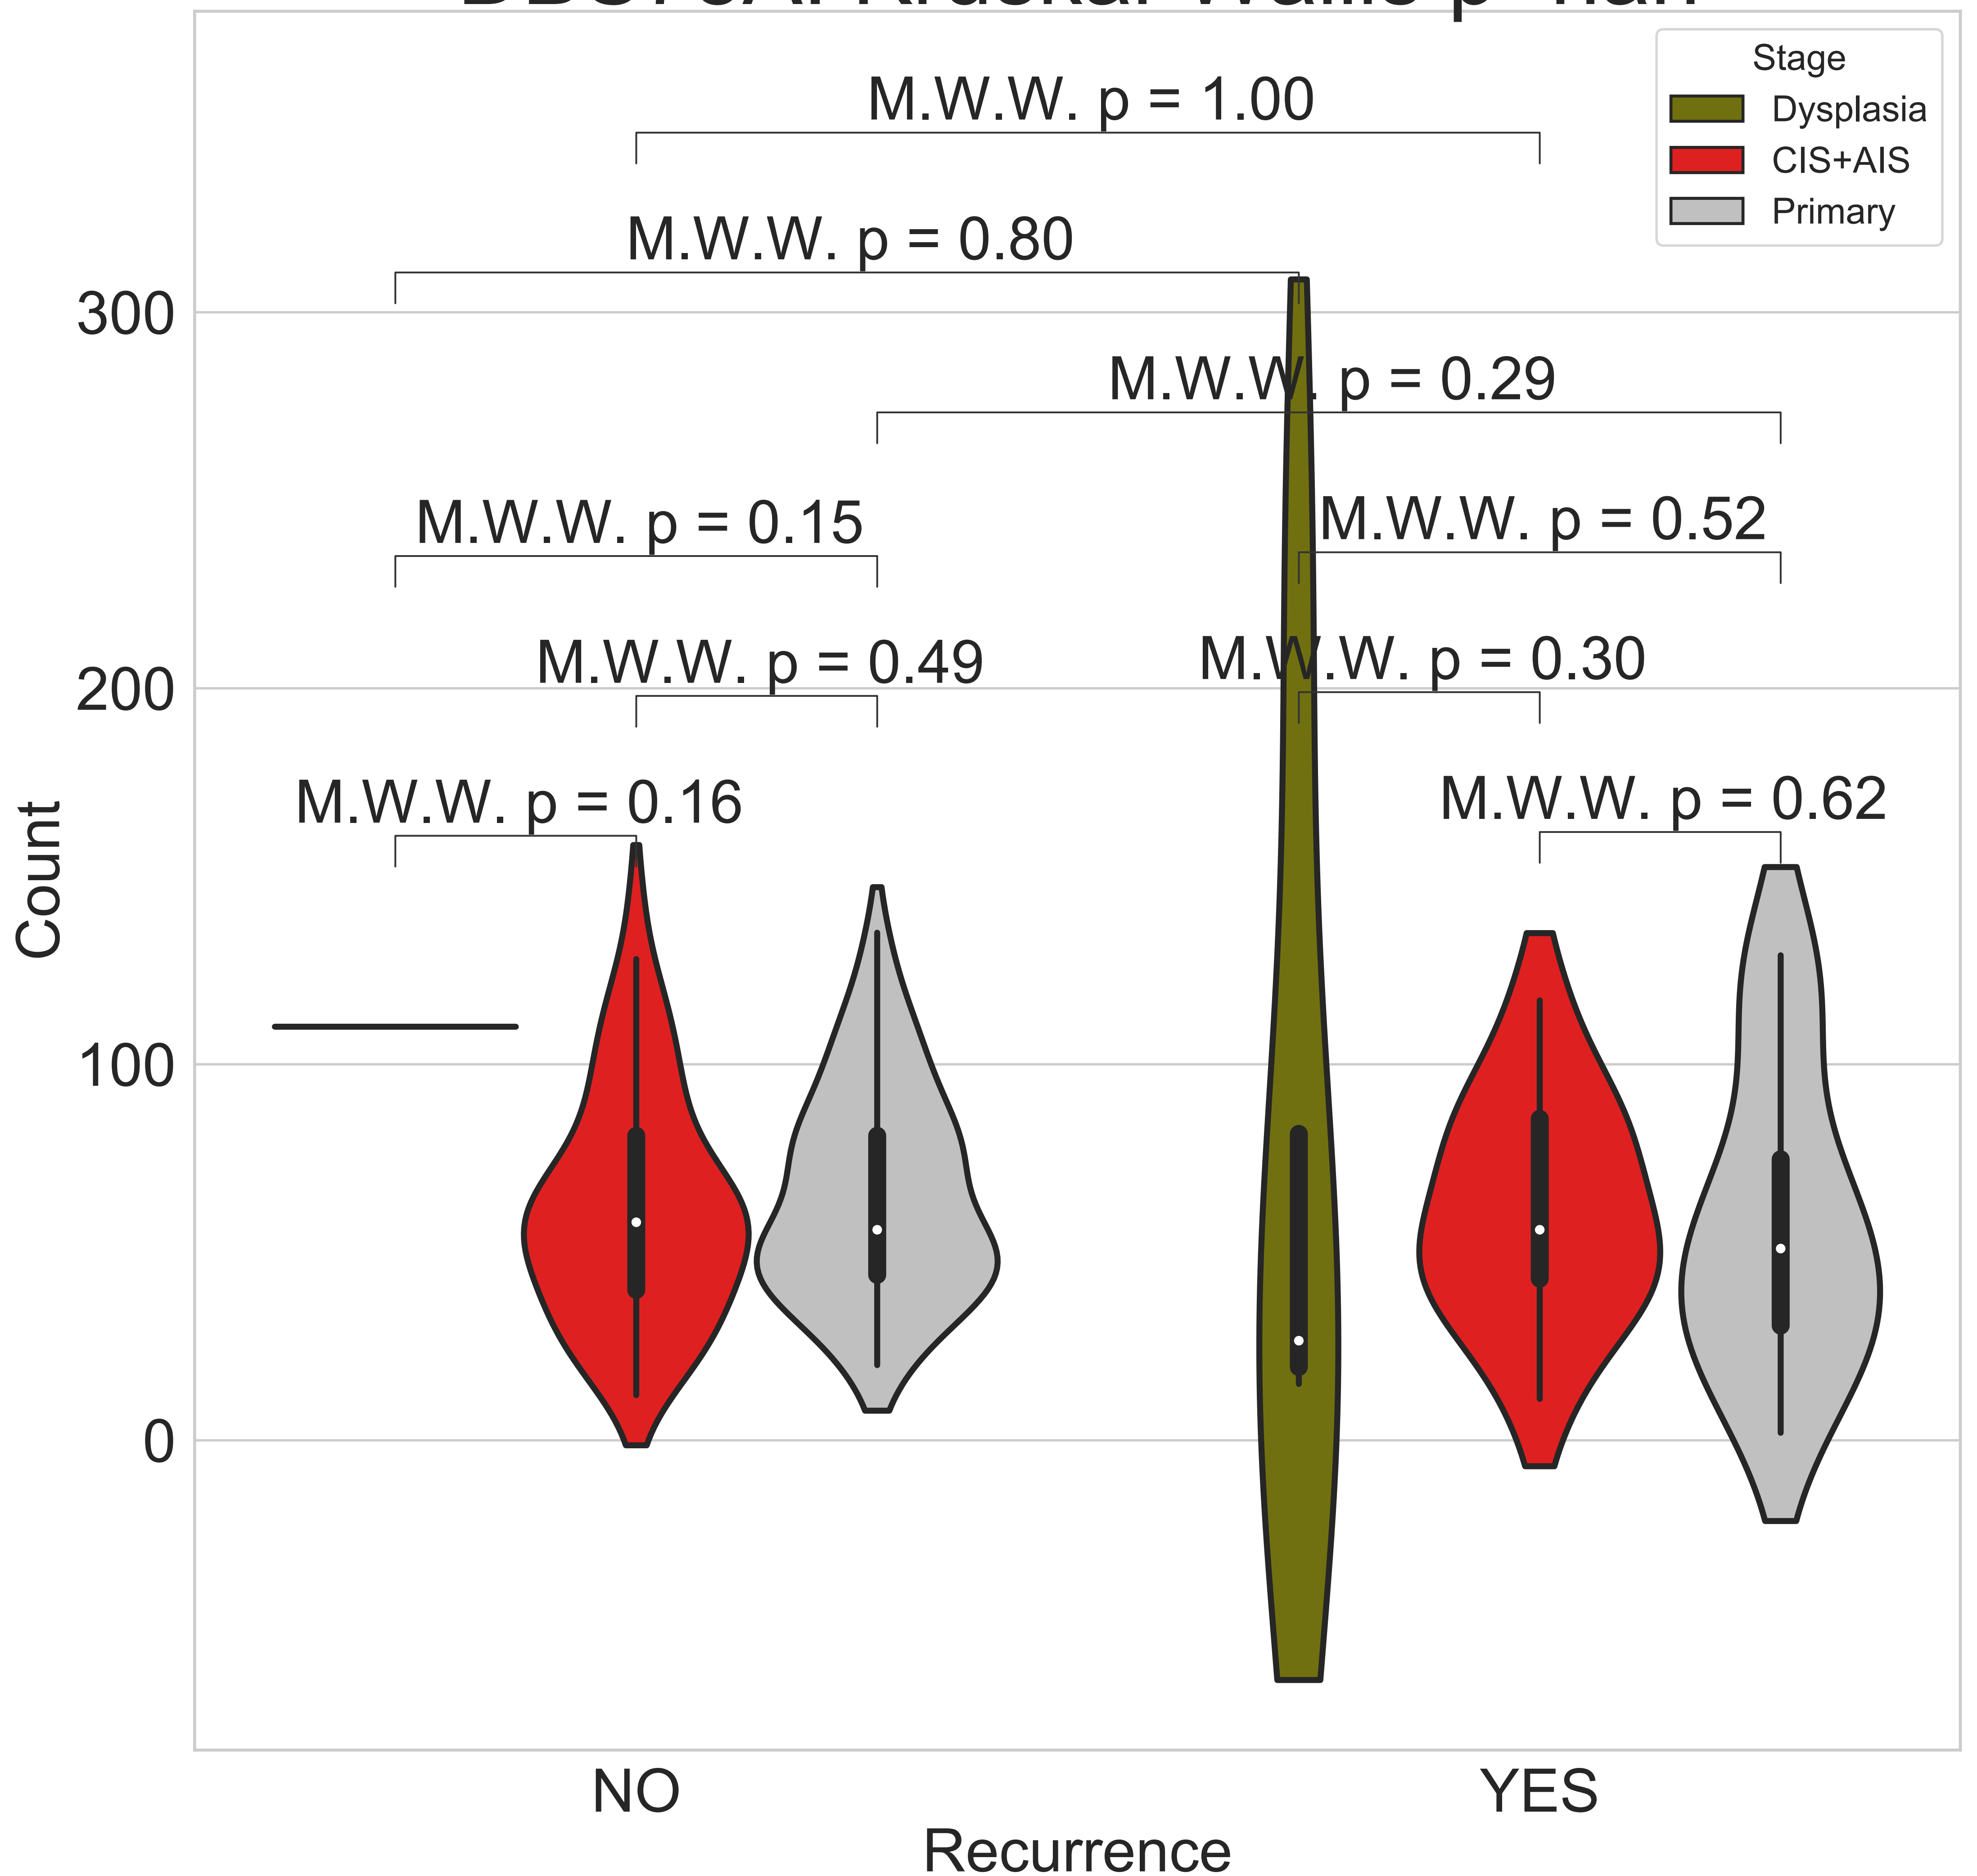 Stage
Dysplasia
CIS+AIS
Primary
M.W.W. p = 1.00
M.W.W. p = 0.80
300
M.W.W. p = 0.29
M.W.W. p = 0.15
M.W.W. p = 0.52
M.W.W. p = 0.49
M.W.W. p = 0.30
200
M.W.W. p = 0.16
M.W.W. p = 0.62
Count
100
0
NO
YES
Recurrence